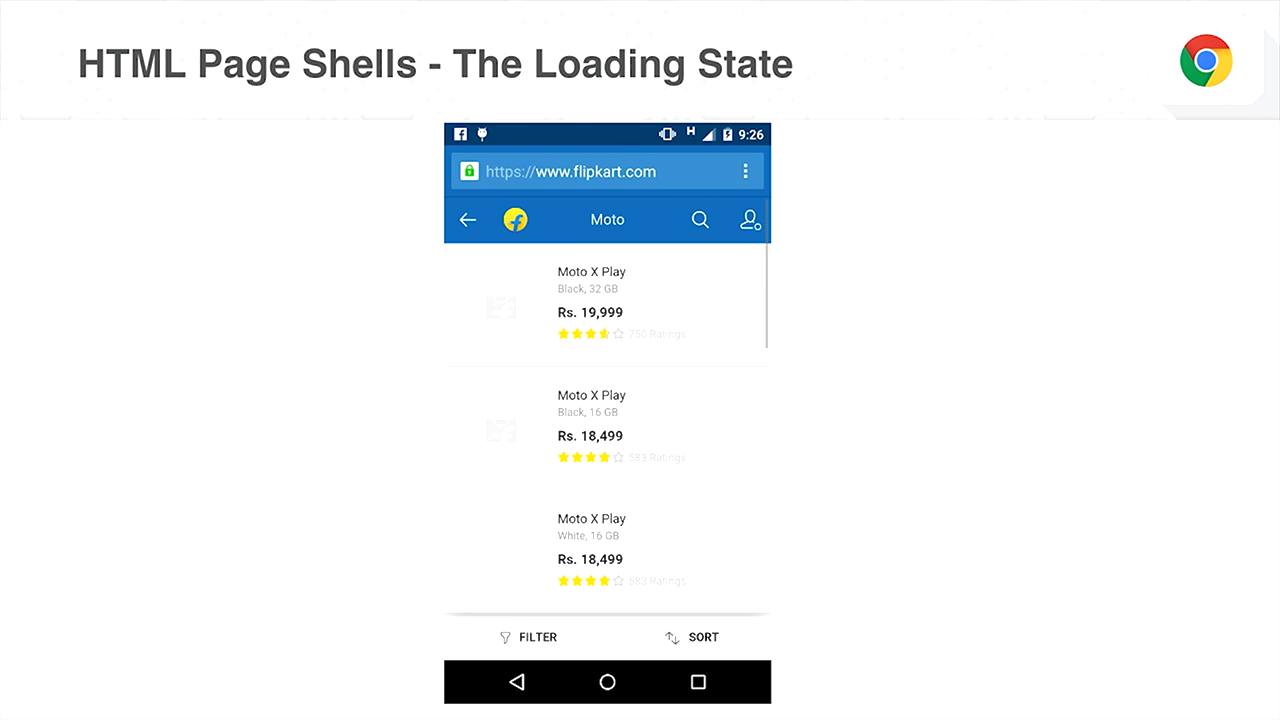 HTML Page Shells - The Loading State
H 9:26
https://www.flipkart.com
Moto
Moto X Play
Black, 32 GB
Rs. 19,999
750 Ratings
Moto X Play
Black, 16 GB
Rs. 18,499
583 Ratings
Moto X Play
White, 16 GB
Rs. 18,499
583 Ratings
FILTER SORT